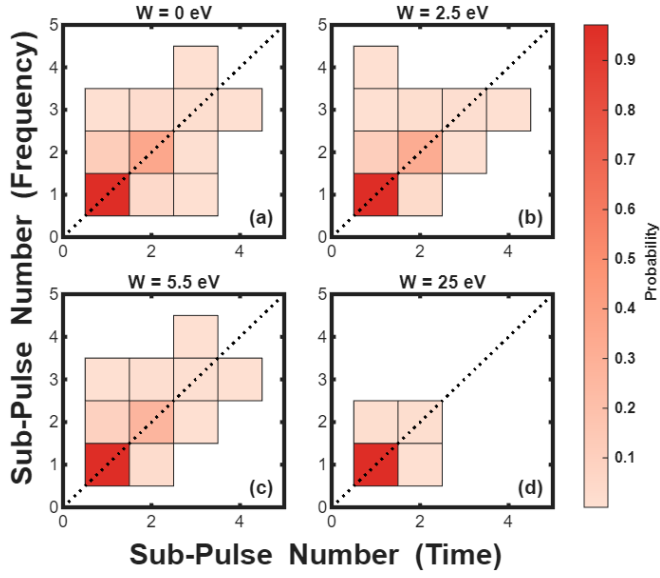 W = 0 eV
W = 2.5 eV
5
4
3
2
1
0
0 2 4
(a)
5
4
3
2
1
0
0 2 4
(b)
W = 5.5 eV
W = 25 eV
5
4
3
2
1
0
0 2 4
(c)
5
4
3
2
1
0
0 2 4
(d)
Sub-Pulse Number (Frequency)
Sub-Pulse Number (Time)
0.9
0.8
0.7
0.6
0.5
0.4
0.3
0.2
0.1
Probability